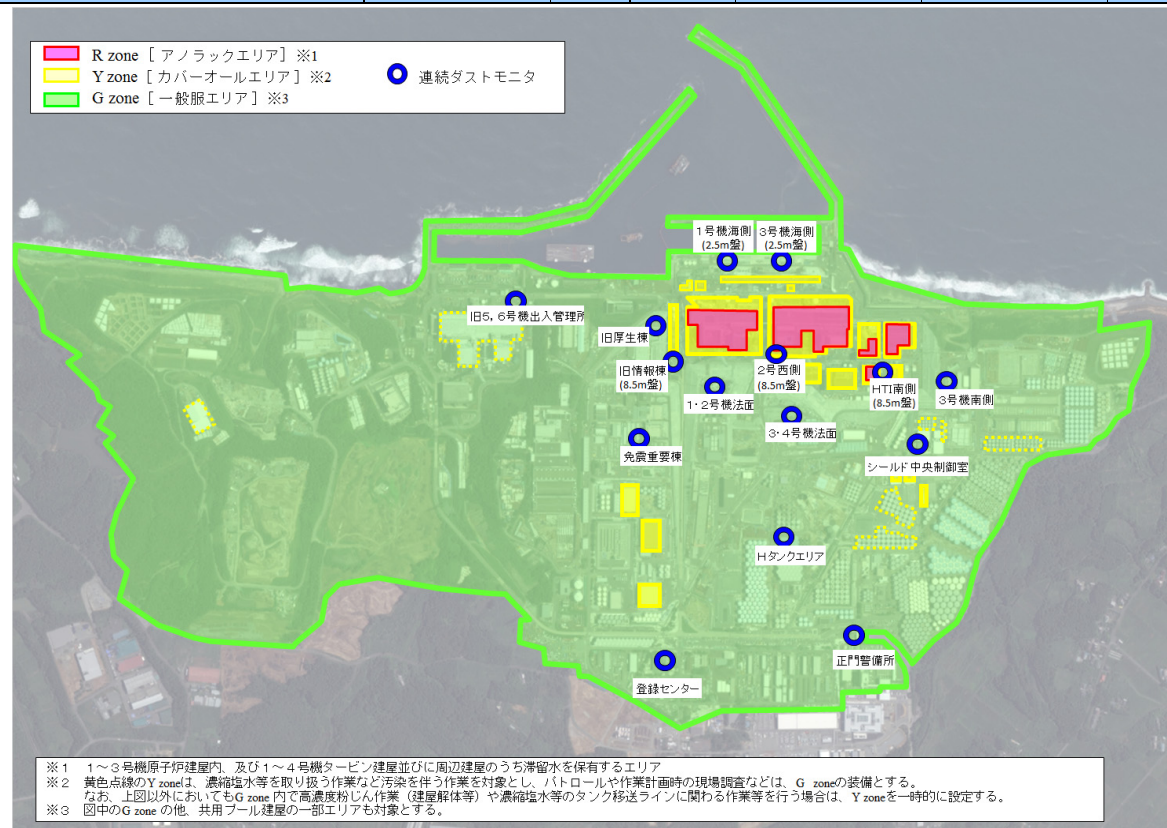 R zone [ アノラックエリア] ※1
Y zone [ カバーオールエリア ] ※2
G zone [ 一般服エリア ] ※3
連続ダストモニタ
1号機海側
(2.5m盤)
3号機海側
(2.5m盤)
旧5, 6号機出入管理所
旧厚生棟
旧情報棟
(8.5m盤)
2号西側
(8.5m盤)
HTI南側
(8.5m盤)
3号機南側
1・2号機法面
3・4号機法面
免震重要棟
シールド中央制御室
Hタンクエリア
正門警備所
登録センター
※1 1～3号機原子炉建屋内、及び1～4号機タービン建屋並びに周辺建屋のうち滞留水を保有するエリア
※2 黄色点線のY zoneは、濃縮塩水等を取り扱う作業など汚染を伴う作業を対象とし、パトロールや作業計画時の現場調査などは、G zoneの装備とする。
なお、上図以外においてもG zone 内で高濃度粉じん作業（建屋解体等）や濃縮塩水等のタンク移送ラインに関わる作業等を行う場合は、Y zoneを一時的に設定する。
※3 図中のG zone の他、共用プール建屋の一部エリアも対象とする。